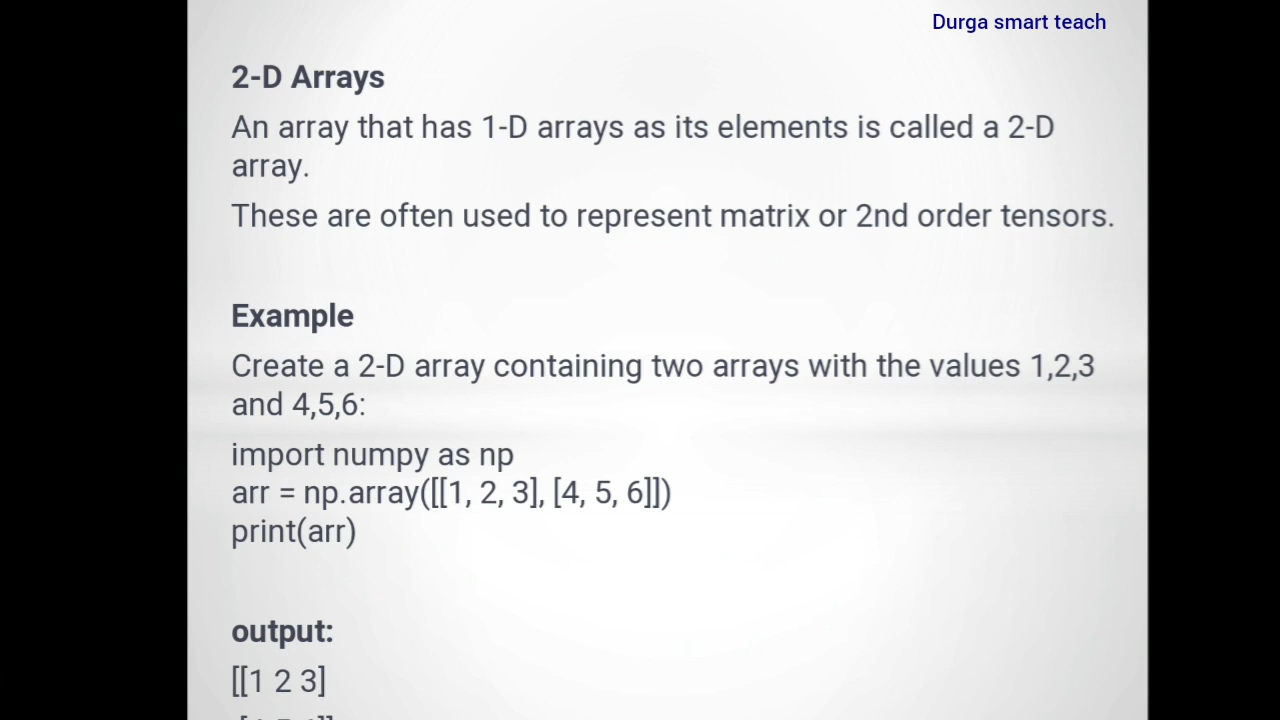 Durga smart teach
2-D Arrays
An array that has 1-D arrays as its elements is called a 2-D
array.
These are often used to represent matrix or 2nd order tensors.
Example
Create a 2-D array containing two arrays with the values 1,2,3
and 4,5,6:
import numpy as np
arr = np.array([[1, 2, 3], [4, 5, 6]])
print(arr)
output:
[[1 2 3]